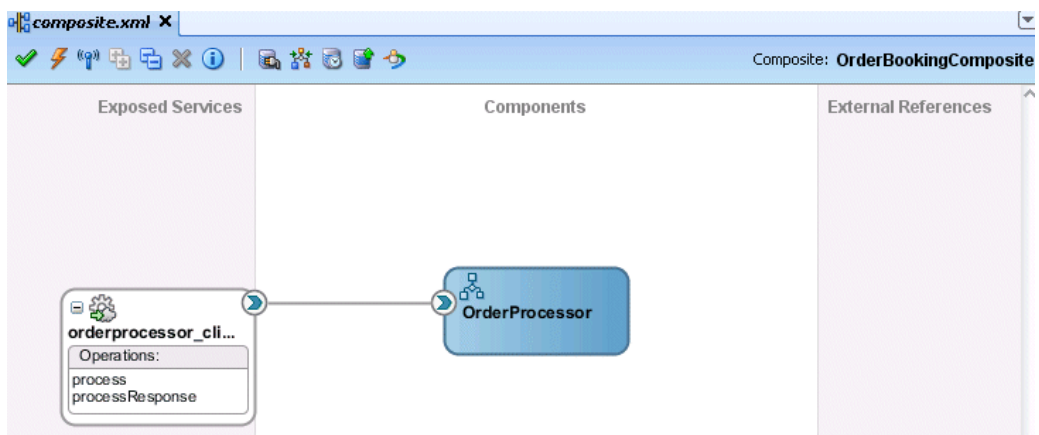 composite.xml
Composite: OrderBookingComposite
Exposed Services
Components
External References
orderprocessor_cli...
Operations:
process
processResponse
OrderProcessor